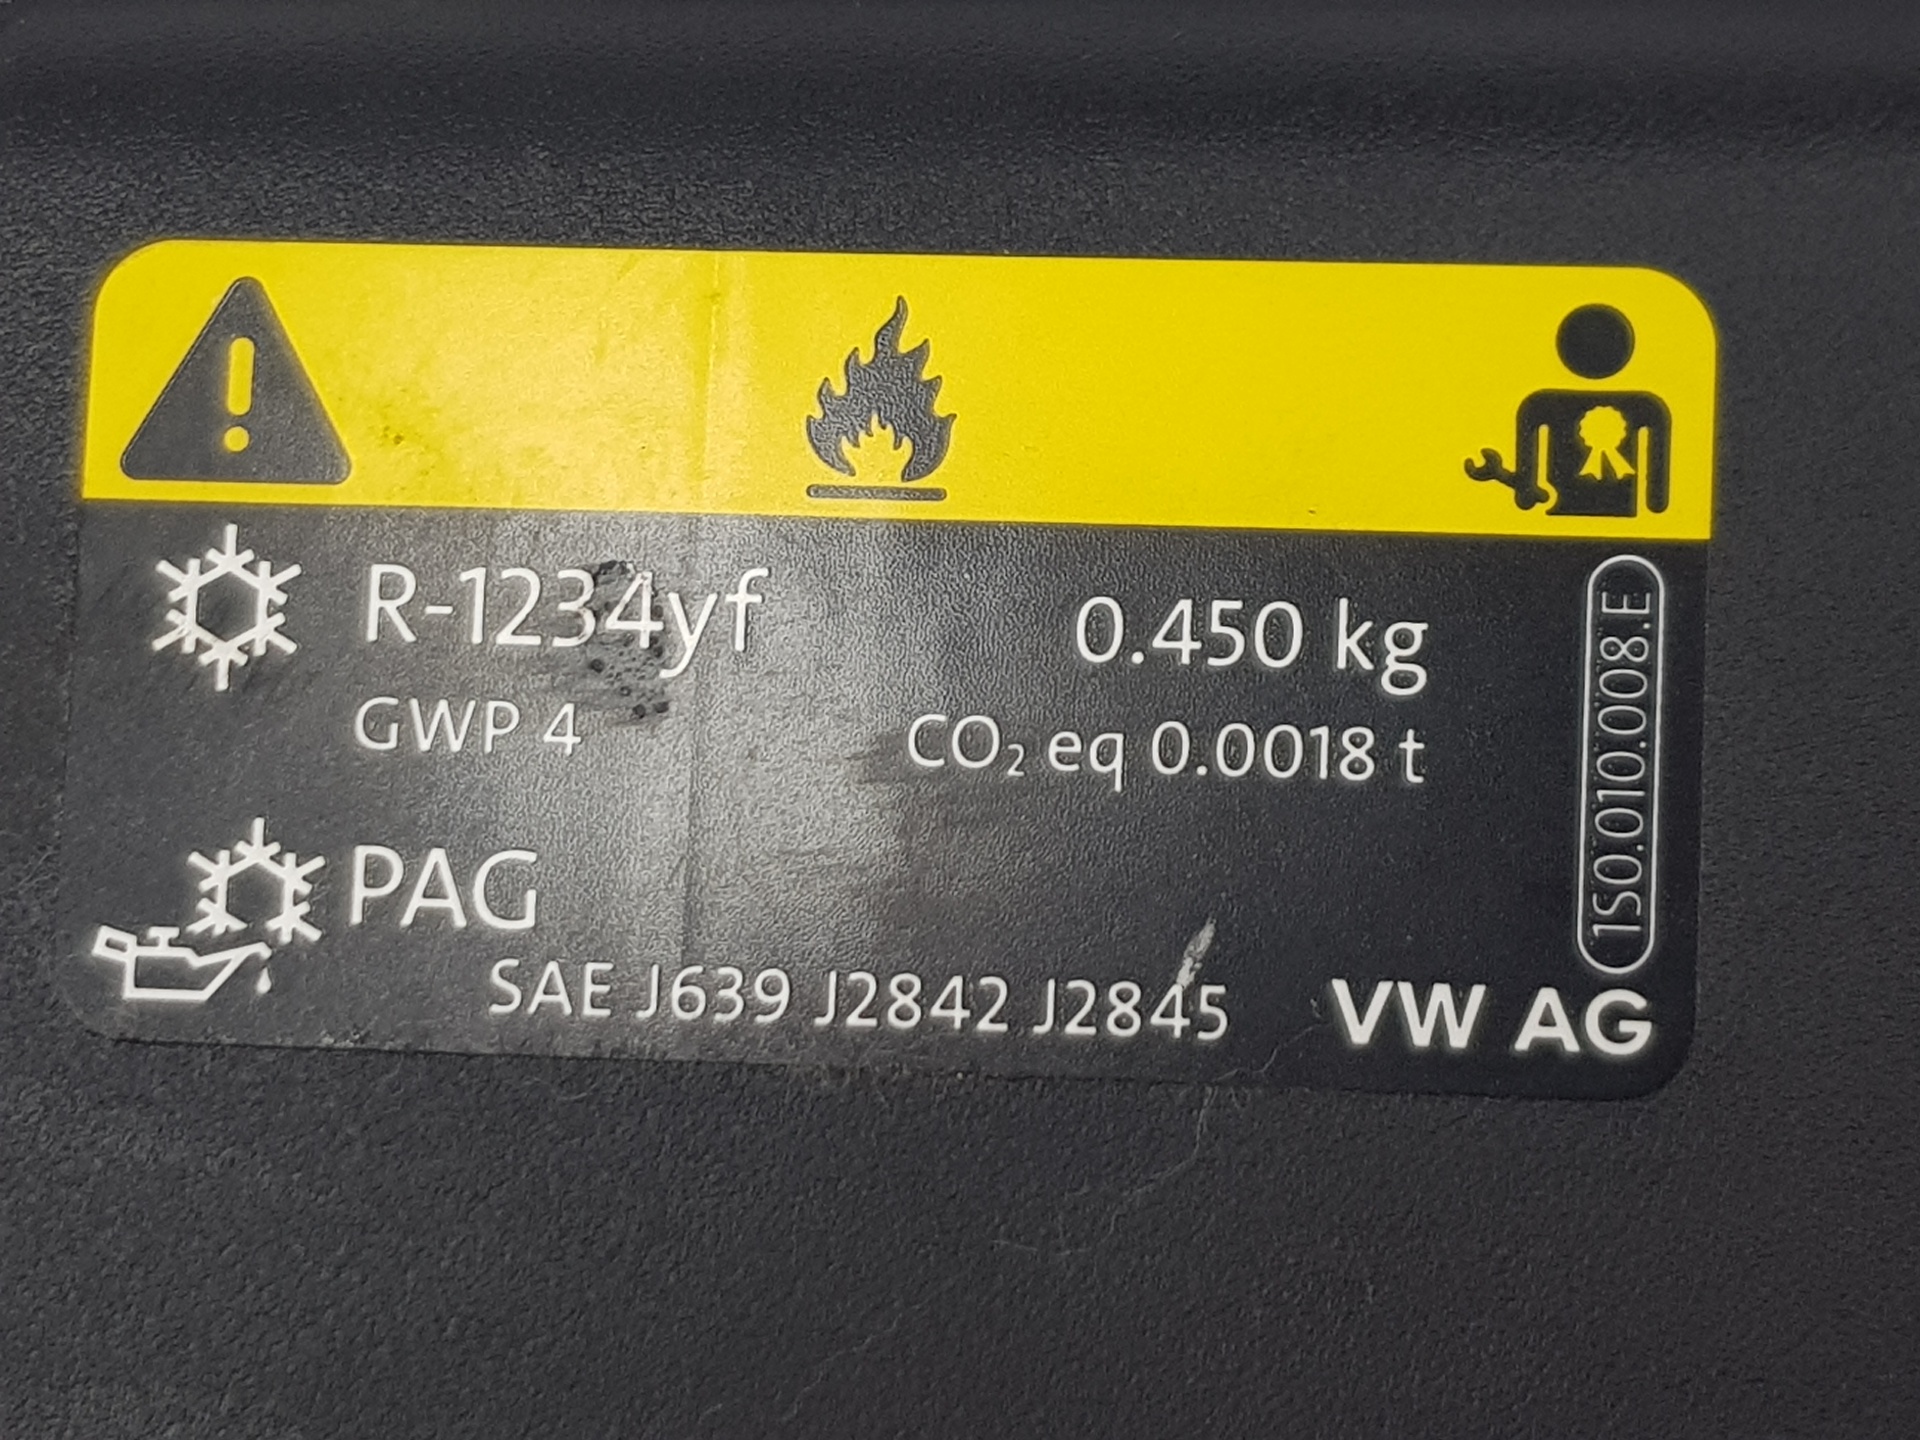 R-1234yf 0.450 kg
GWP 4 CO₂ eq 0.0018 t
PAG
SAE J639 J2842 J2845
VW AG
1S0.010.008.E